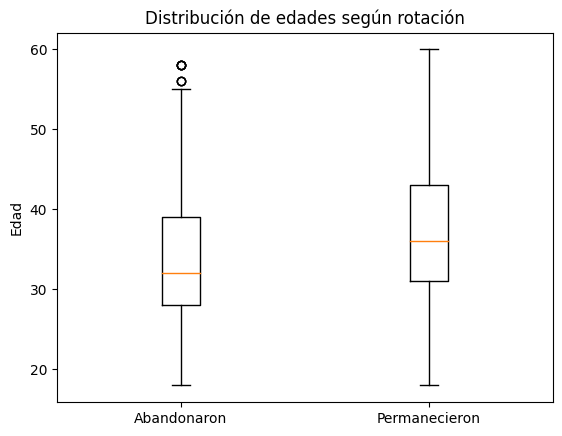 Distribución de edades según rotación
60
50
40
30
20
Edad
Abandonaron
Permanecieron